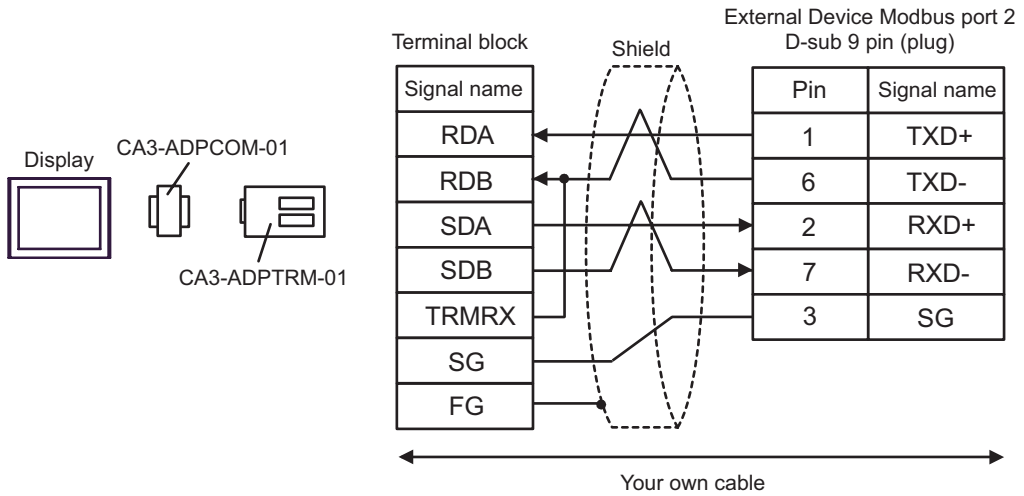 External Device Modbus port 2
D-sub 9 pin (plug)
Terminal block
Shield
Signal name
Pin
Signal name
RDA
1
TXD+
RDB
6
TXD-
SDA
2
RXD+
SDB
7
RXD-
TRMRX
3
SG
SG
FG
Display
CA3-ADPCOM-01
CA3-ADPTRM-01
Your own cable